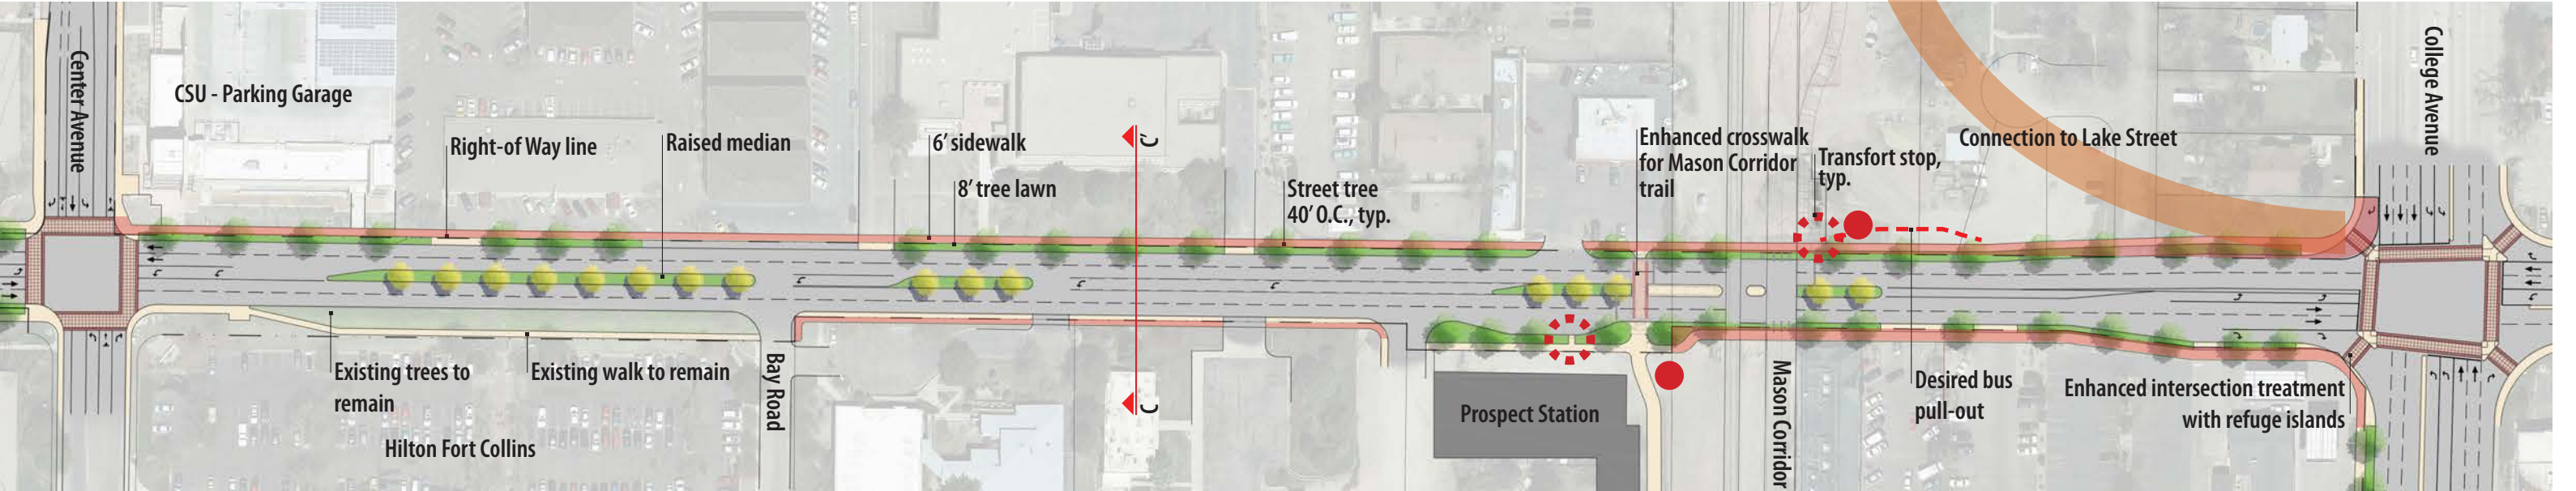 Center Avenue
CSU - Parking Garage
Right-of Way line
Raised median
6' sidewalk
8' tree lawn
C'
Street tree
40' O.C., typ.
Enhanced crosswalk
for Mason Corridor
trail
Transfort stop,
typ.
Connection to Lake Street
College Avenue
Existing trees to
remain
Existing walk to remain
Hilton Fort Collins
Bay Road
C
Prospect Station
Mason Corridor
Desired bus
pull-out
Enhanced intersection treatment
with refuge islands